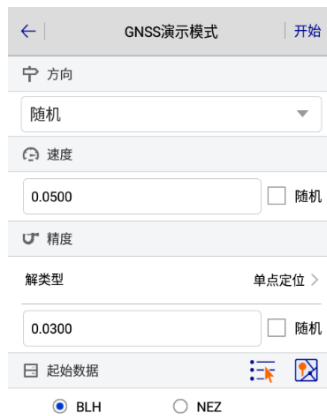 GNSS演示模式 开始
方向
随机
速度
0.0500 随机
精度
解类型 单点定位
0.0300 随机
起始数据
BLH NEZ